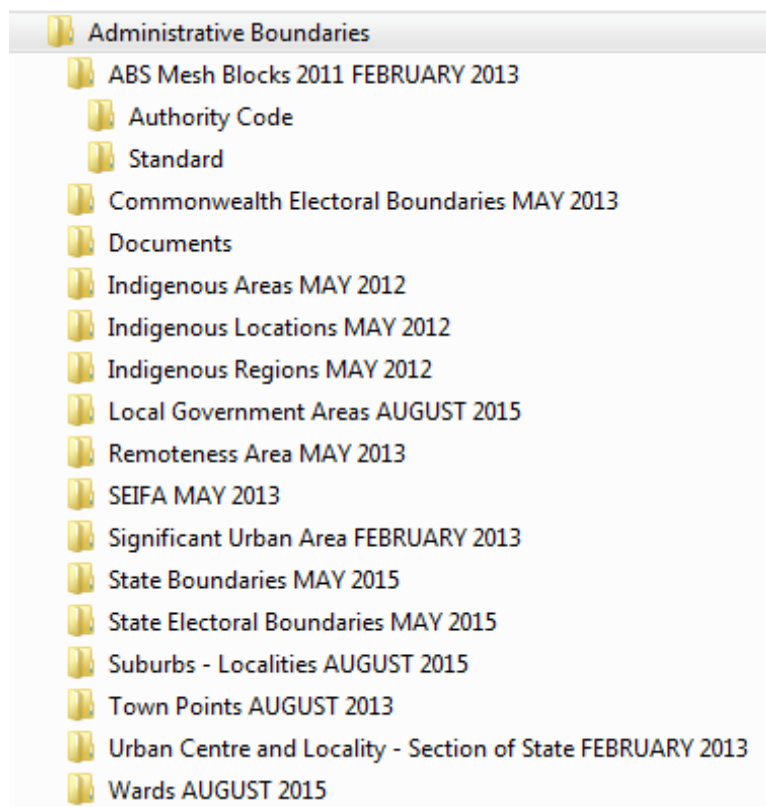 Administrative Boundaries
ABS Mesh Blocks 2011 FEBRUARY 2013
Authority Code
Standard
Commonwealth Electoral Boundaries MAY 2013
Documents
Indigenous Areas MAY 2012
Indigenous Locations MAY 2012
Indigenous Regions MAY 2012
Local Government Areas AUGUST 2015
Remoteness Area MAY 2013
SEIFA MAY 2013
Significant Urban Area FEBRUARY 2013
State Boundaries MAY 2015
State Electoral Boundaries MAY 2015
Suburbs - Localities AUGUST 2015
Town Points AUGUST 2013
Urban Centre and Locality - Section of State FEBRUARY 2013
Wards AUGUST 2015